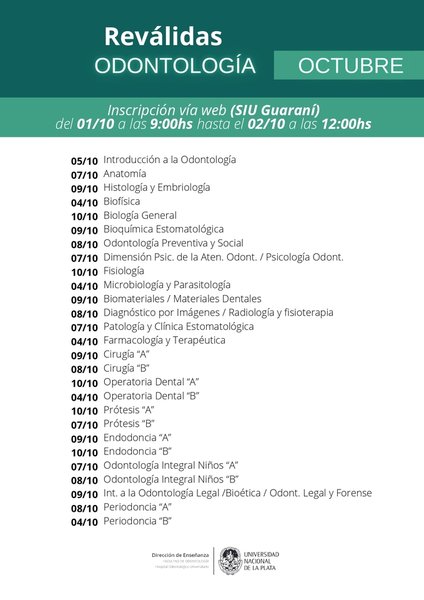 Reválidas
ODONTOLOGÍA
OCTUBRE
Inscripción vía web (SIU Guaraní)
del 01/10 a las 9:00hs hasta el 02/10 a las 12:00hs
05/10 Introducción a la Odontología
07/10 Anatomía
09/10 Histología y Embriología
04/10 Biofísica
10/10 Biología General
09/10 Bioquímica Estomatológica
08/10 Odontología Preventiva y Social
07/10 Dimensión Psic. de la Aten. Odont. / Psicología Odont.
10/10 Fisiología
04/10 Microbiología y Parasitología
09/10 Biomateriales / Materiales Dentales
08/10 Diagnóstico por Imágenes / Radiología y fisioterapia
07/10 Patología y Clínica Estomatológica
04/10 Farmacología y Terapéutica
09/10 Cirugía “A”
08/10 Cirugía “B”
10/10 Operatoria Dental “A”
04/10 Operatoria Dental “B”
10/10 Prótesis “A”
07/10 Prótesis “B”
09/10 Endodoncia “A”
10/10 Endodoncia “B”
07/10 Odontología Integral Niños “A”
08/10 Odontología Integral Niños “B”
09/10 Int. a la Odontología Legal /Bioética / Odont. Legal y Forense
08/10 Periodoncia “A”
04/10 Periodoncia “B”
Dirección de Enseñanza
FACULTAD DE ODONTOLOGÍA
UNIVERSIDAD
NACIONAL
DE LA PLATA